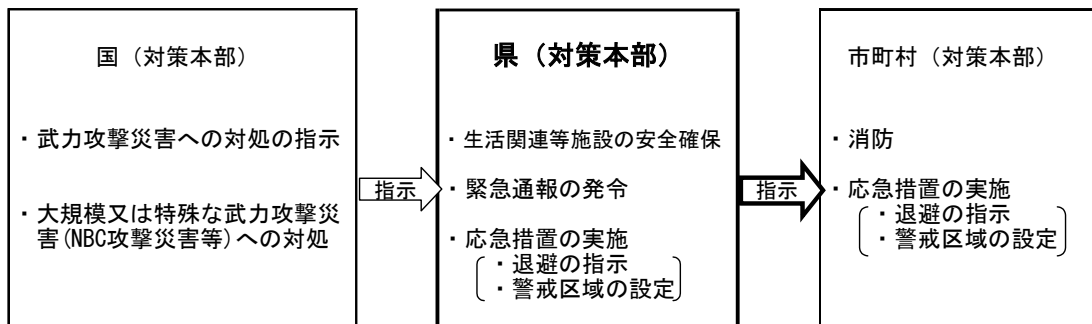 国（対策本部）
・武力攻撃災害への対処の指示
・大規模又は特殊な武力攻撃災
害(NBC攻撃災害等)への対処
指示
県（対策本部）
・生活関連等施設の安全確保
・緊急通報の発令
・応急措置の実施
・退避の指示
・警戒区域の設定
指示
市町村（対策本部）
・消防
・応急措置の実施
・退避の指示
・警戒区域の設定